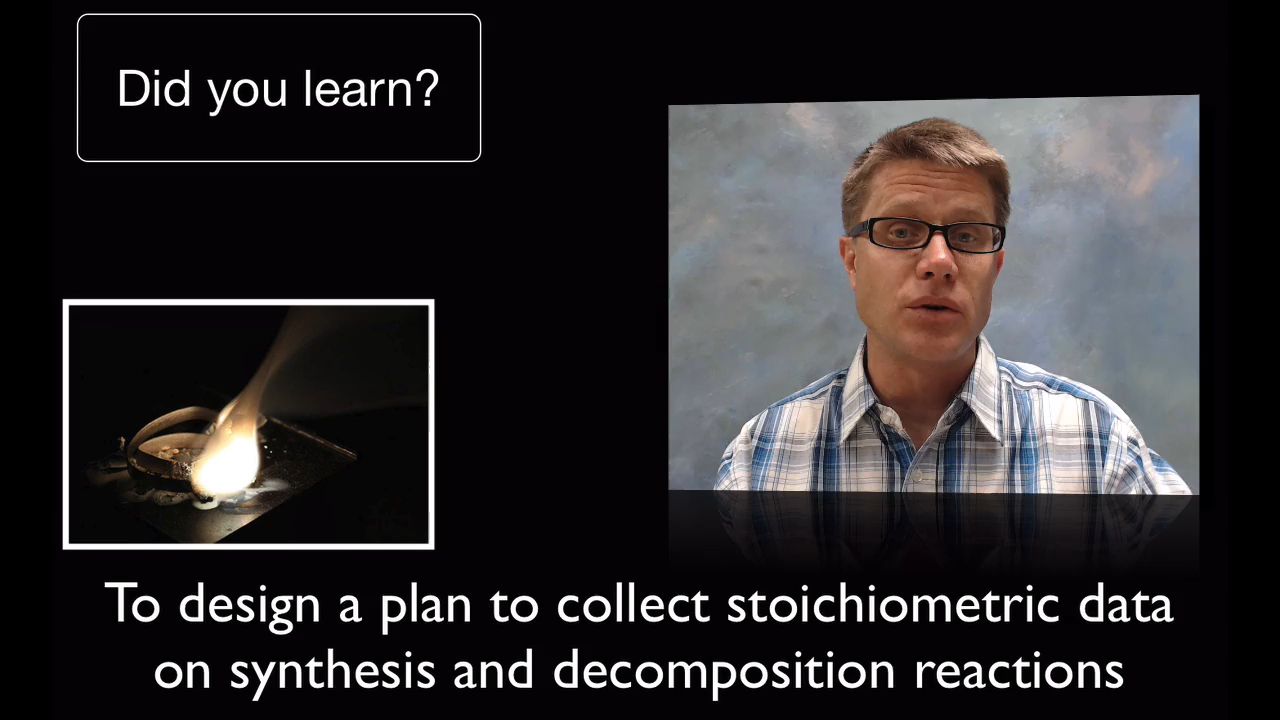 Did you learn?
To design a plan to collect stoichiometric data
on synthesis and decomposition reactions